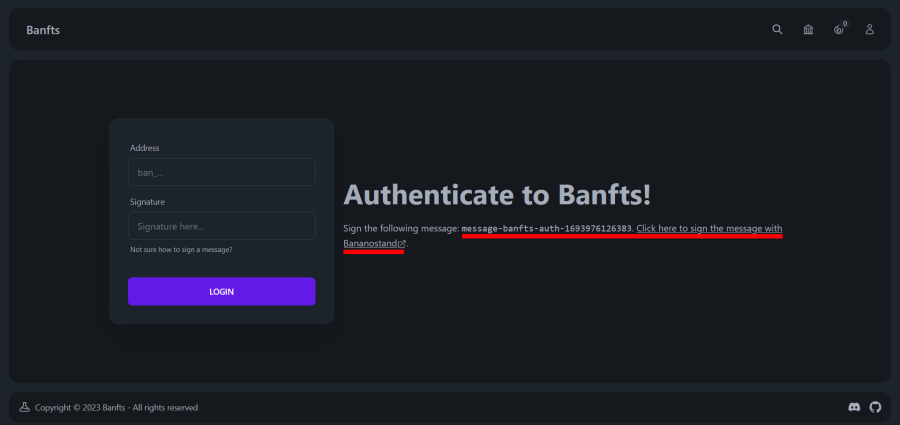 Banfts
0
Address
ban_...
Signature
Signature here...
Not sure how to sign a message?
LOGIN
Authenticate to Banfts!
Sign the following message: message-banfts-auth-1693976126383. Click here to sign the message with
Bananostand.
Copyright © 2023 Banfts - All rights reserved